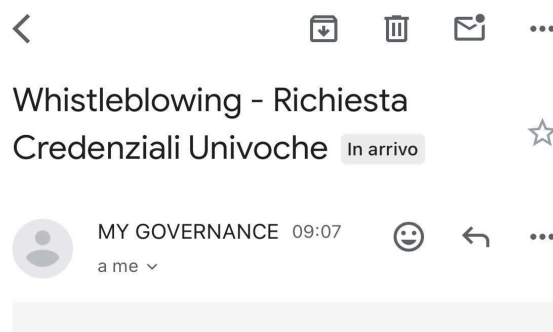 Whistleblowing - Richiesta
Credenziali Univoche In arrivo
MY GOVERNANCE 09:07
a me